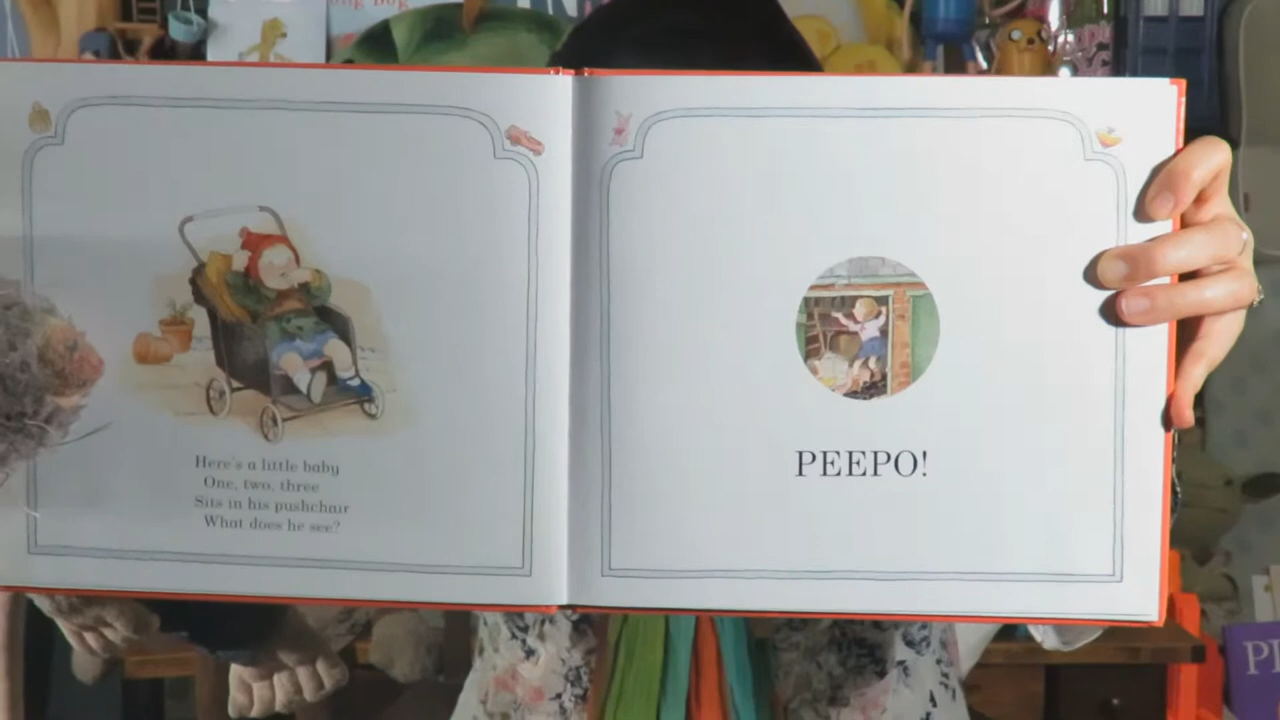 Here's a little baby
One, two, three
Sits in his pushchair
What does he see?
PEEPO!